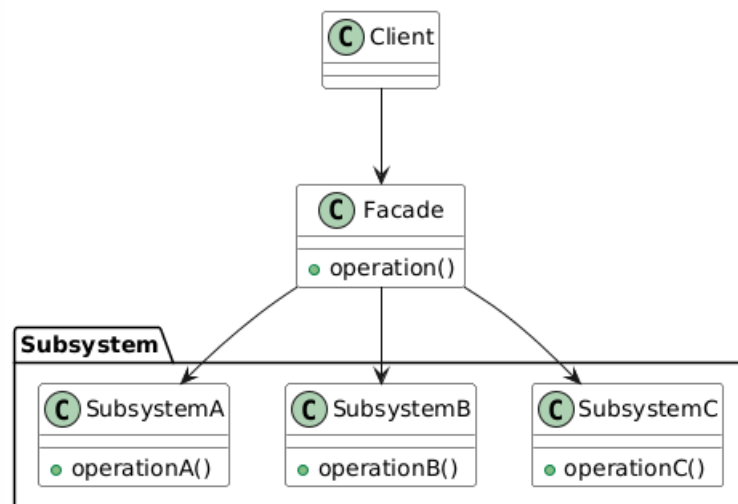 C Client
C Facade
operation()
Subsystem
C SubsystemA
C SubsystemB
C SubsystemC
operationA()
operationB()
operationC()